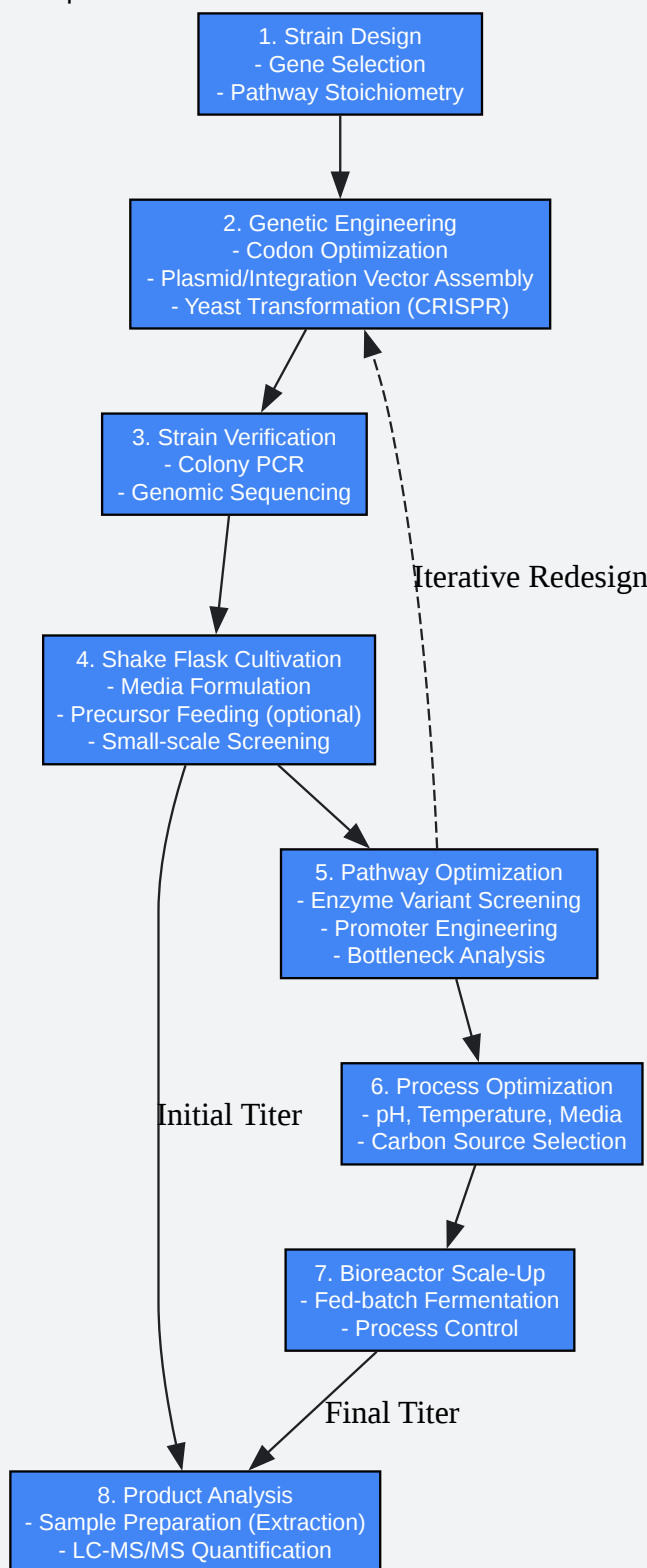 1. Strain Design
- Gene Selection
- Pathway Stoichiometry
2. Genetic Engineering
- Codon Optimization
- Plasmid/Integration Vector Assembly
- Yeast Transformation (CRISPR)
3. Strain Verification
- Colony PCR
- Genomic Sequencing
Iterative Redesign
4. Shake Flask Cultivation
- Media Formulation
- Precursor Feeding (optional)
- Small-scale Screening
5. Pathway Optimization
- Enzyme Variant Screening
- Promoter Engineering
- Bottleneck Analysis
6. Process Optimization
- pH, Temperature, Media
- Carbon Source Selection
Initial Titer
7. Bioreactor Scale-Up
- Fed-batch Fermentation
- Process Control
Final Titer
8. Product Analysis
- Sample Preparation (Extraction)
- LC-MS/MS Quantification